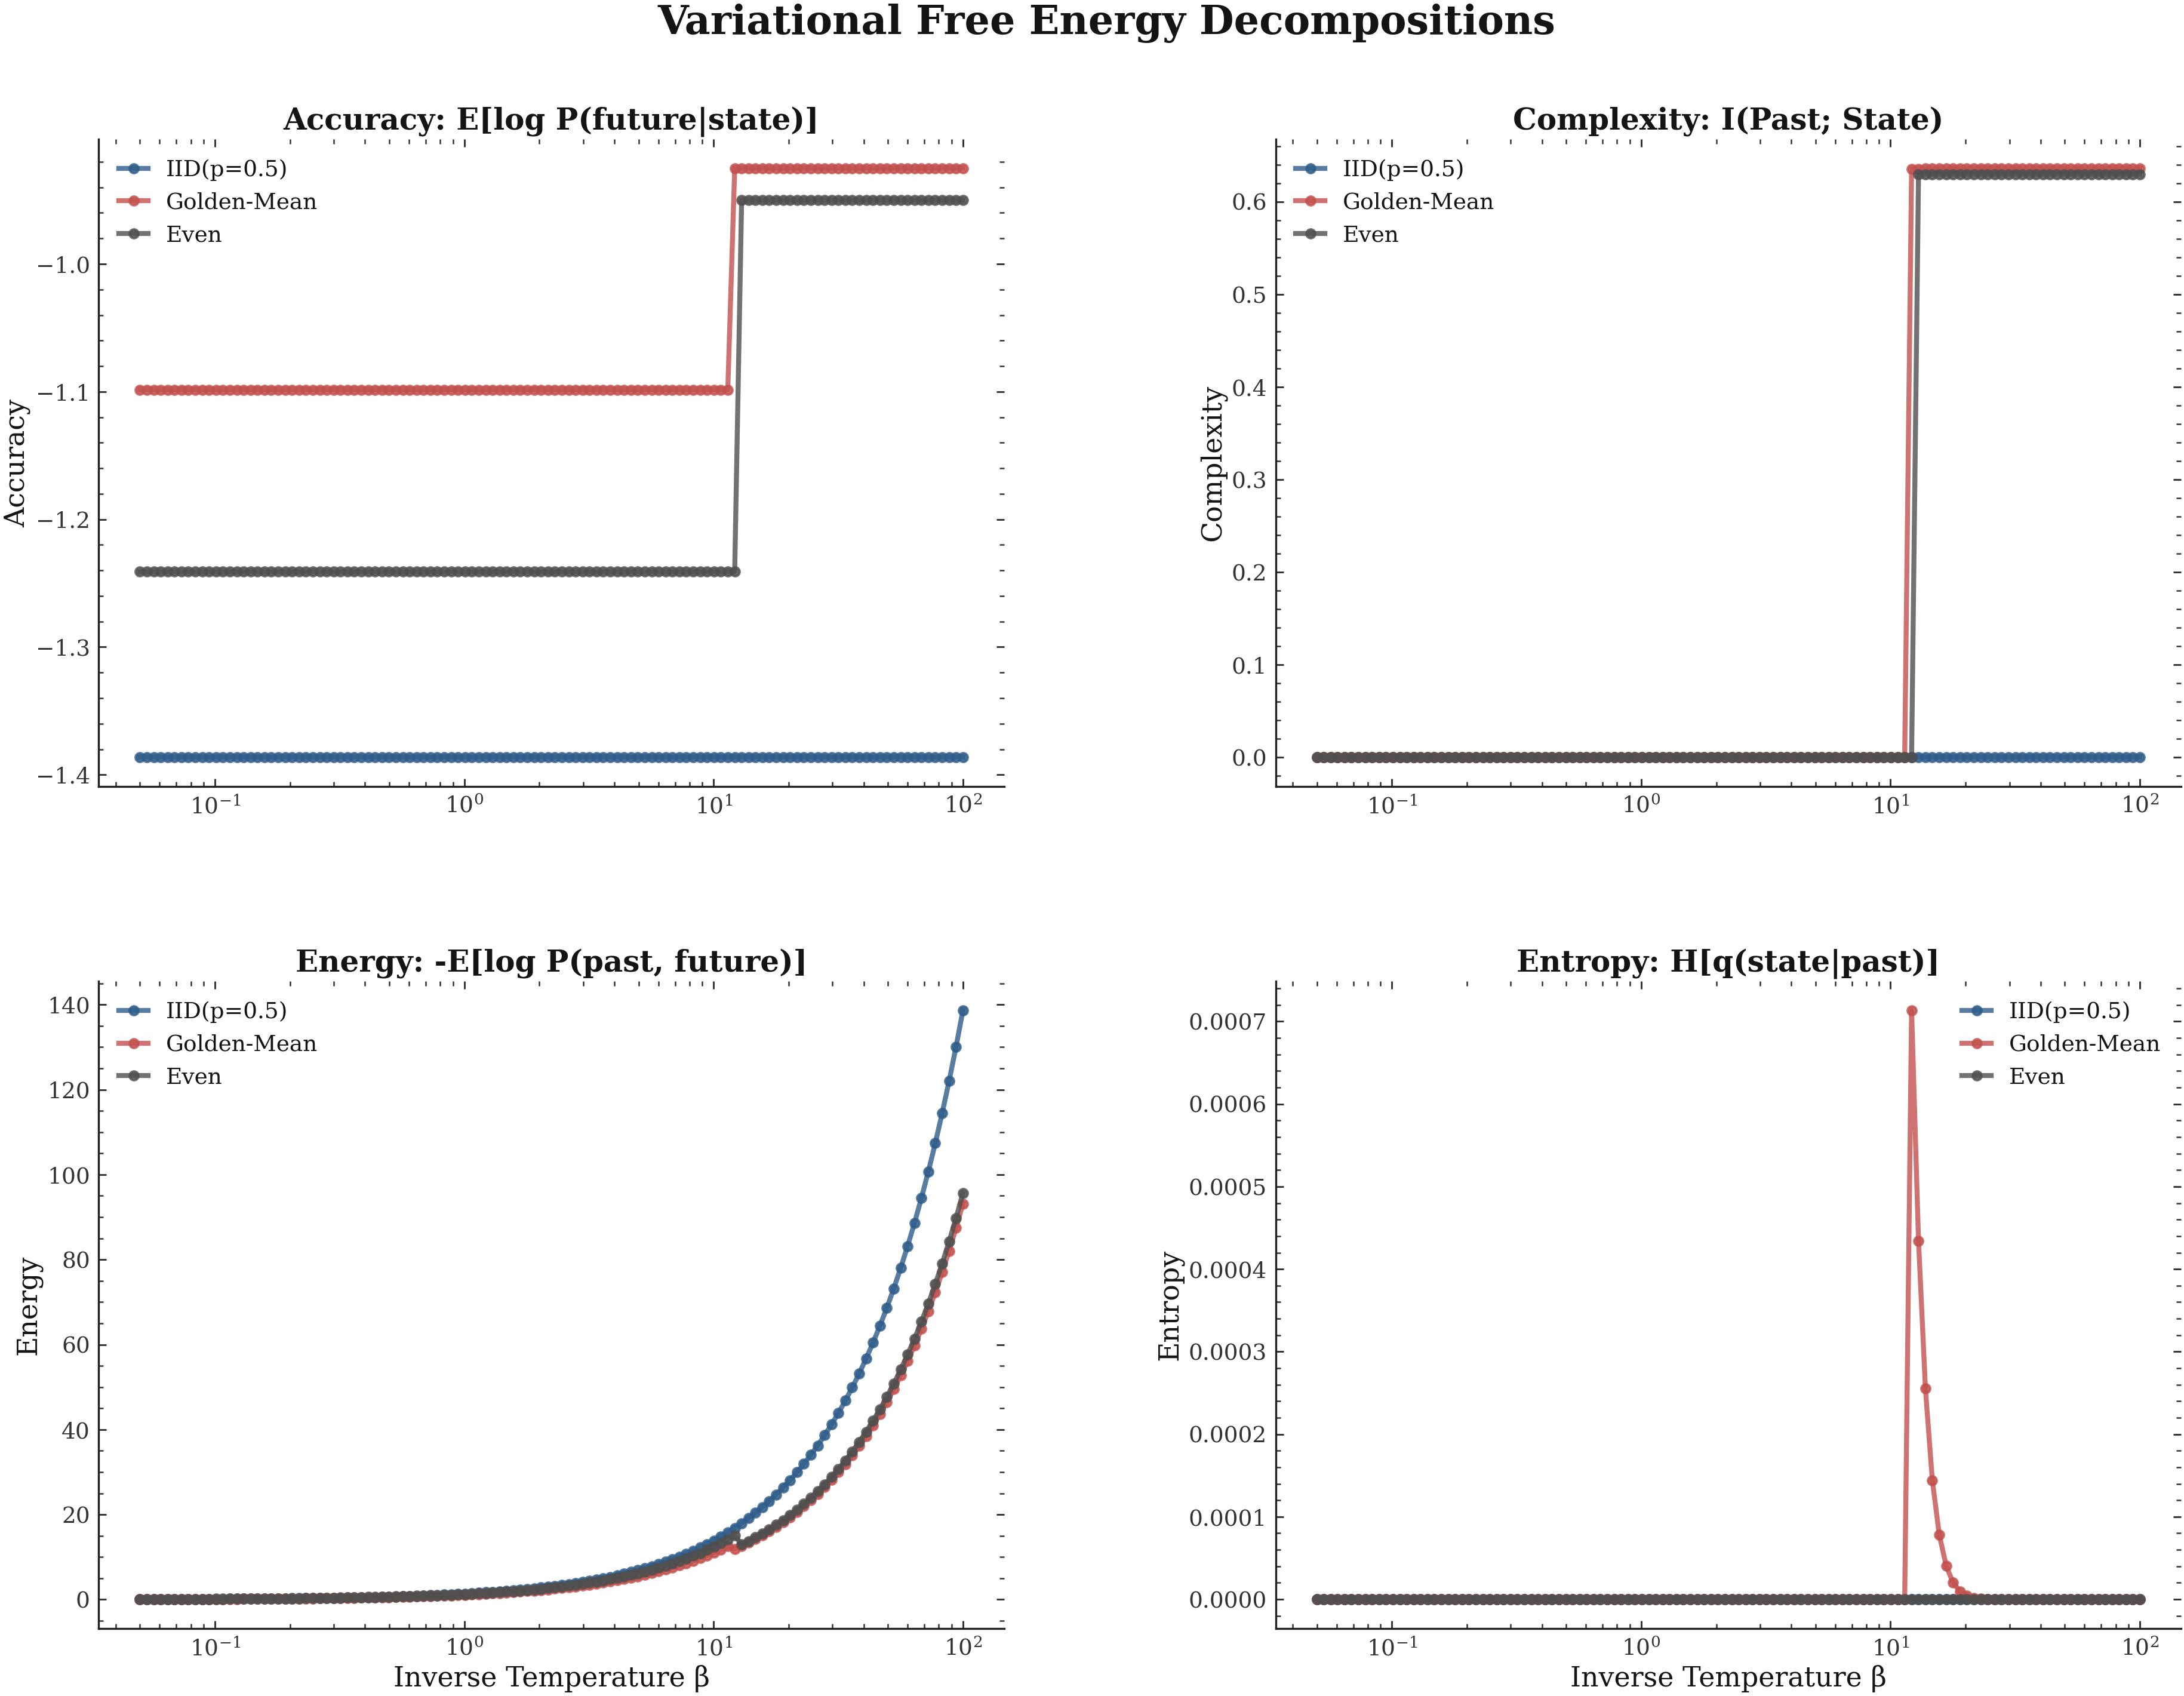 Variational Free Energy Decompositions
Accuracy: E[log P(future|state)]
Accuracy
IID(p=0.5)
Golden-Mean
Even
−1.0
−1.1
−1.2
−1.3
−1.4
10⁻¹ 10⁰ 10¹ 10²
Complexity: I(Past; State)
Complexity
IID(p=0.5)
Golden-Mean
Even
0.6
0.5
0.4
0.3
0.2
0.1
0.0
10⁻¹ 10⁰ 10¹ 10²
Energy: -E[log P(past, future)]
Energy
IID(p=0.5)
Golden-Mean
Even
140
120
100
80
60
40
20
0
10⁻¹ 10⁰ 10¹ 10²
Inverse Temperature β
Entropy: H[q(state|past)]
Entropy
IID(p=0.5)
Golden-Mean
Even
0.0007
0.0006
0.0005
0.0004
0.0003
0.0002
0.0001
0.0000
10⁻¹ 10⁰ 10¹ 10²
Inverse Temperature β